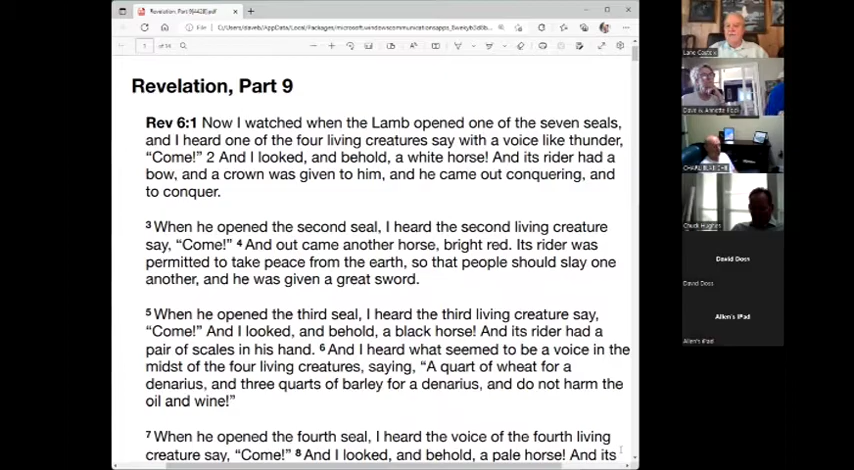 Revelation, Part 9
Rev 6:1 Now I watched when the Lamb opened one of the seven seals,
and I heard one of the four living creatures say with a voice like thunder,
“Come!” 2 And I looked, and behold, a white horse! And its rider had a
bow, and a crown was given to him, and he came out conquering, and
to conquer.
3 When he opened the second seal, I heard the second living creature
say, “Come!” 4 And out came another horse, bright red. Its rider was
permitted to take peace from the earth, so that people should slay one
another, and he was given a great sword.
5 When he opened the third seal, I heard the third living creature say,
“Come!” And I looked, and behold, a black horse! And its rider had a
pair of scales in his hand. 6 And I heard what seemed to be a voice in the
midst of the four living creatures, saying, “A quart of wheat for a
denarius, and three quarts of barley for a denarius, and do not harm the
oil and wine!”
7 When he opened the fourth seal, I heard the voice of the fourth living
creature say, “Come!” 8 And I looked, and behold, a pale horse! And its
Chuck Hughes
David Doss
David Doss
Allen's iPad
Allen's iPad